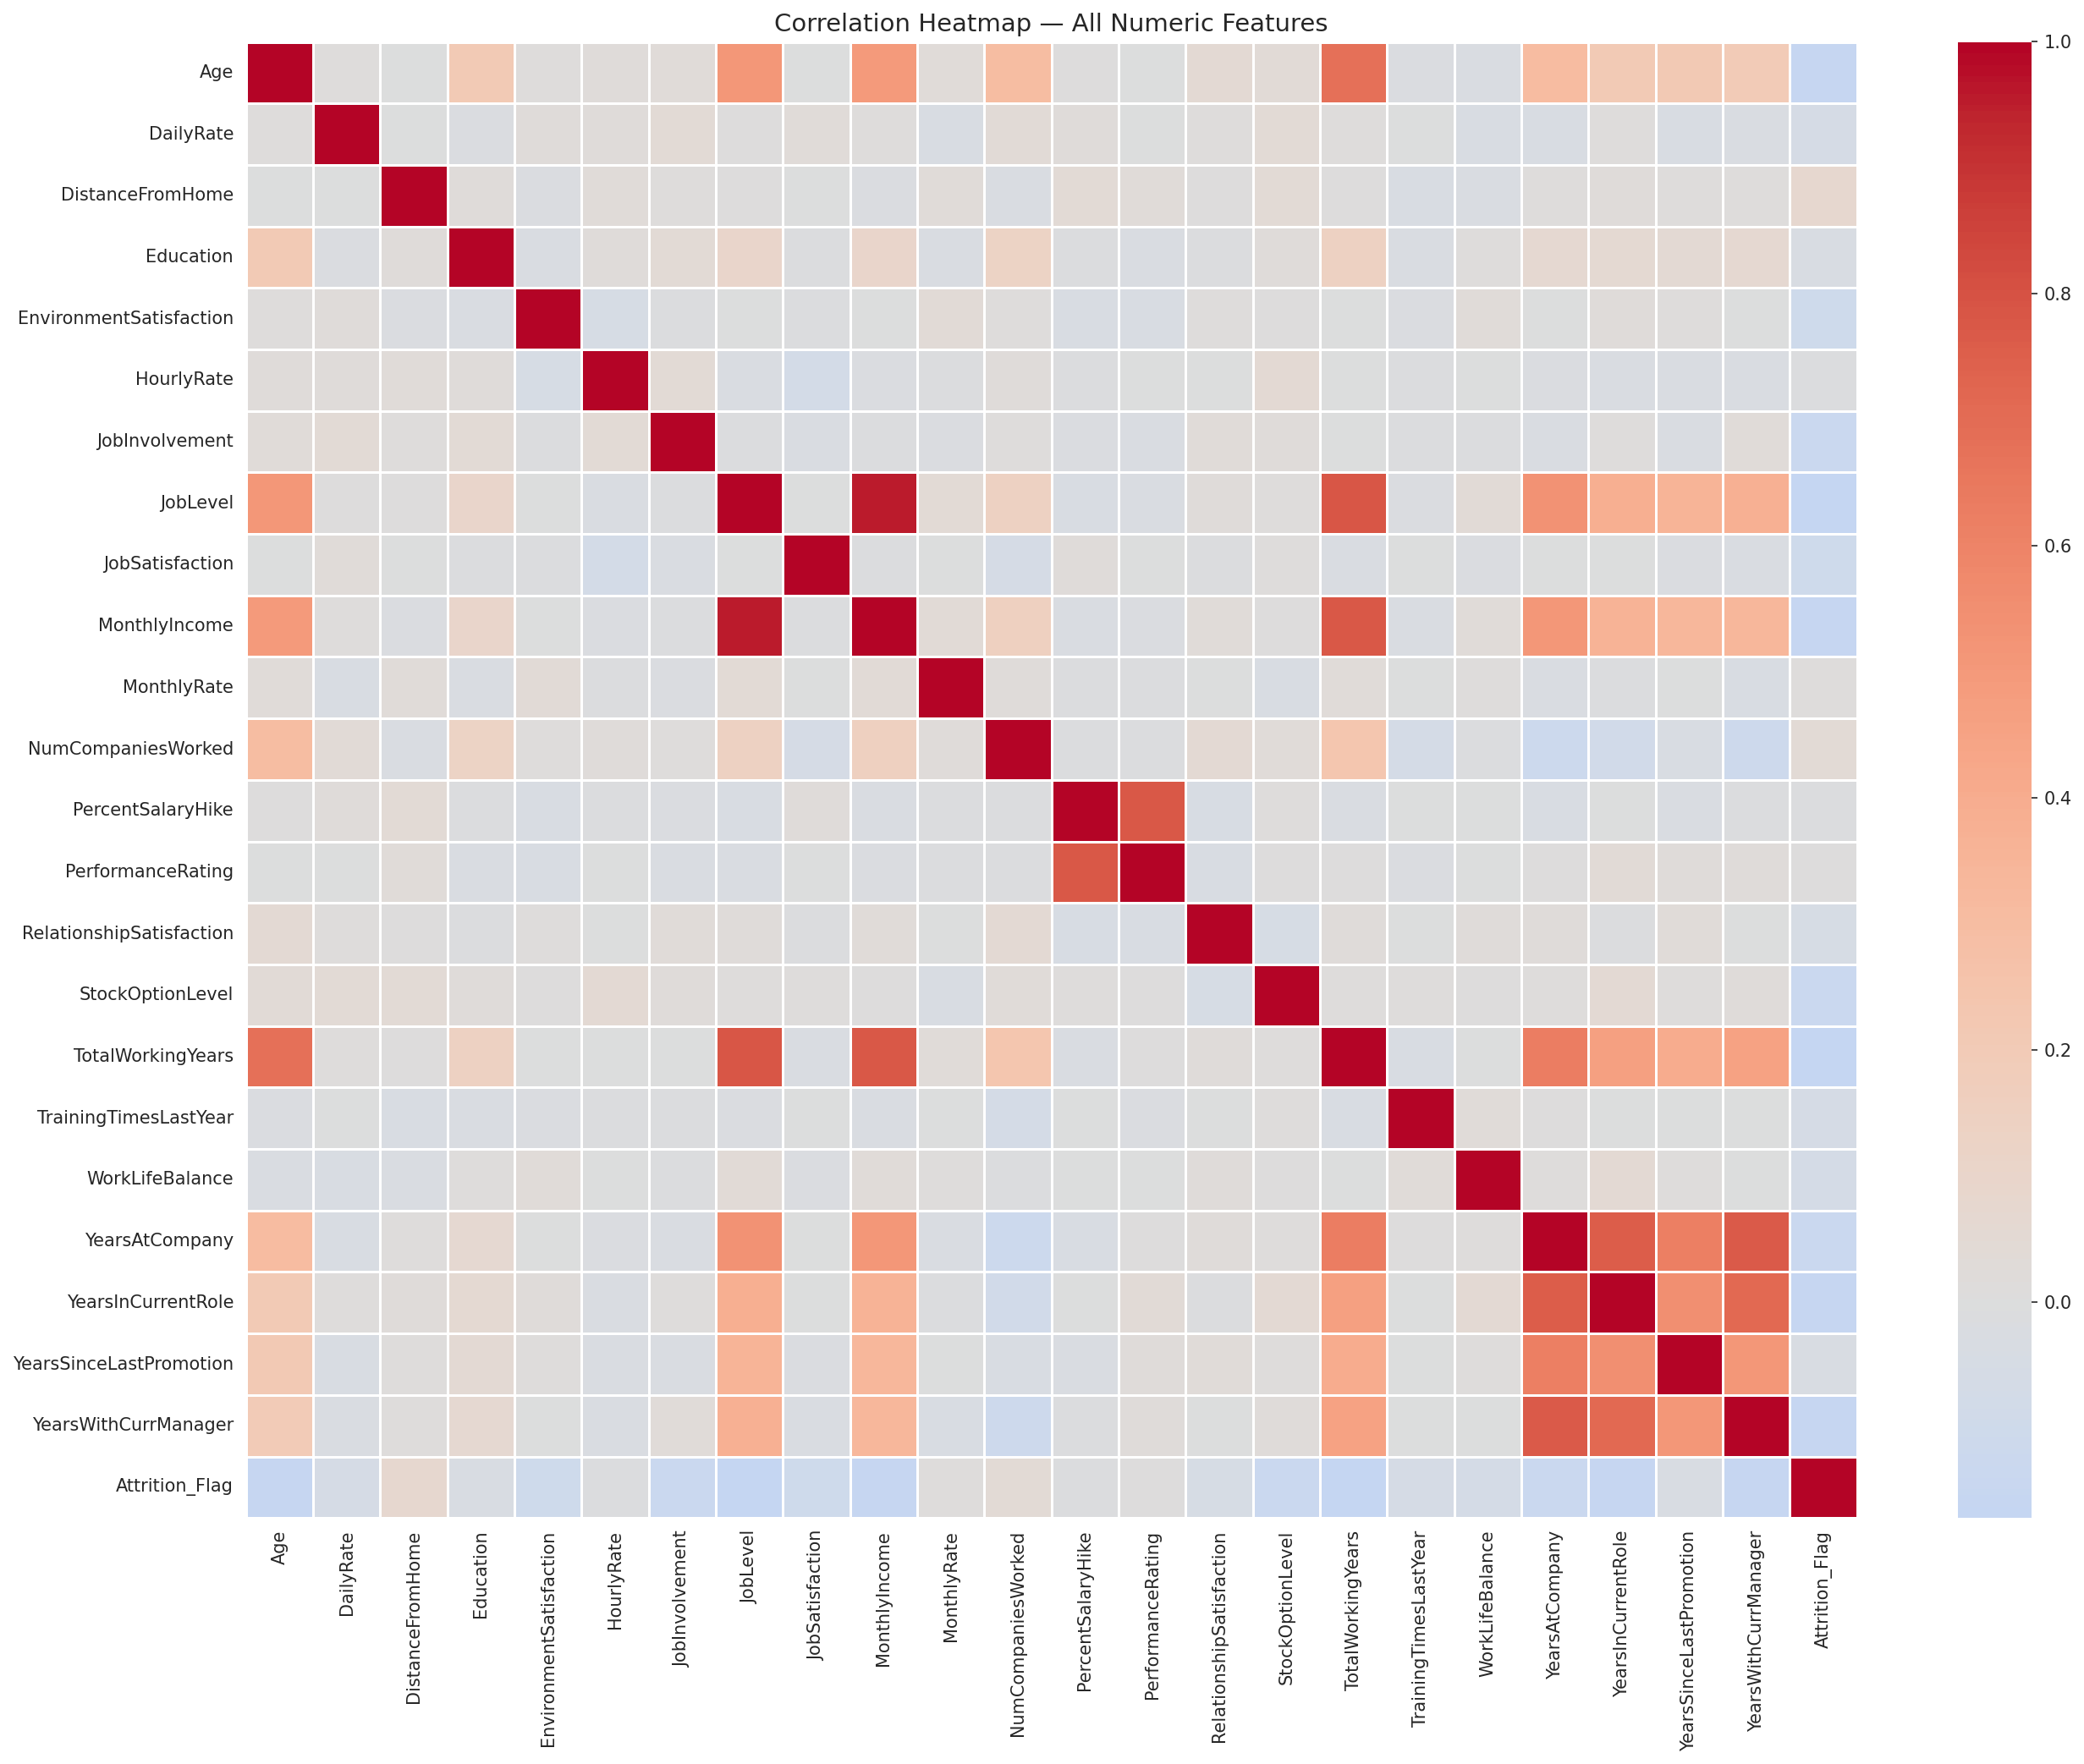 Correlation Heatmap — All Numeric Features
Age
DailyRate
DistanceFromHome
Education
EnvironmentSatisfaction
HourlyRate
JobInvolvement
JobLevel
JobSatisfaction
MonthlyIncome
MonthlyRate
NumCompaniesWorked
PercentSalaryHike
PerformanceRating
RelationshipSatisfaction
StockOptionLevel
TotalWorkingYears
TrainingTimesLastYear
WorkLifeBalance
YearsAtCompany
YearsInCurrentRole
YearsSinceLastPromotion
YearsWithCurrManager
Attrition_Flag
Age
DailyRate
DistanceFromHome
Education
EnvironmentSatisfaction
HourlyRate
JobInvolvement
JobLevel
JobSatisfaction
MonthlyIncome
MonthlyRate
NumCompaniesWorked
PercentSalaryHike
PerformanceRating
RelationshipSatisfaction
StockOptionLevel
TotalWorkingYears
TrainingTimesLastYear
WorkLifeBalance
YearsAtCompany
YearsInCurrentRole
YearsSinceLastPromotion
YearsWithCurrManager
Attrition_Flag
1.0
0.8
0.6
0.4
0.2
0.0